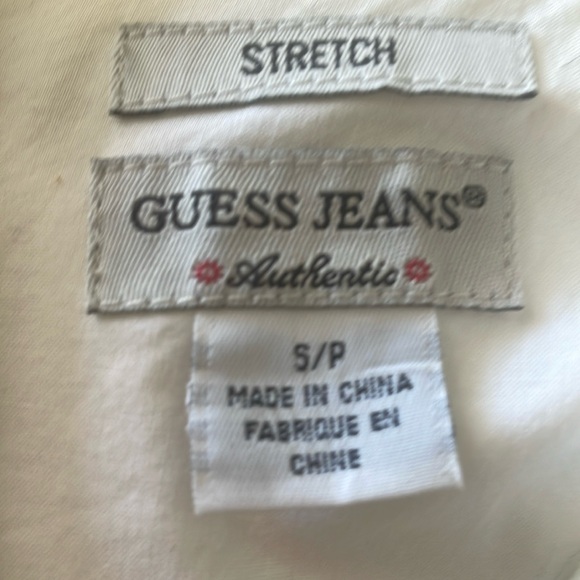 STRETCH
GUESS JEANS®
Authentic
S/P
MADE IN CHINA
FABRIQUE EN
CHINE